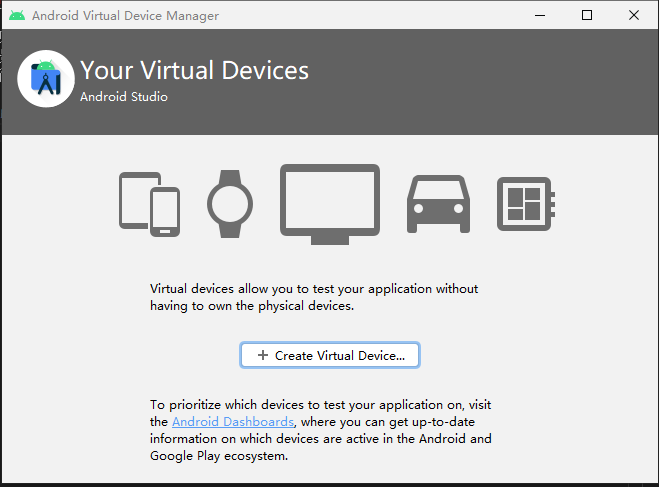 Android Virtual Device Manager
Your Virtual Devices
Android Studio
Virtual devices allow you to test your application without
having to own the physical devices.
Create Virtual Device...
To prioritize which devices to test your application on, visit
the Android Dashboards, where you can get up-to-date
information on which devices are active in the Android and
Google Play ecosystem.